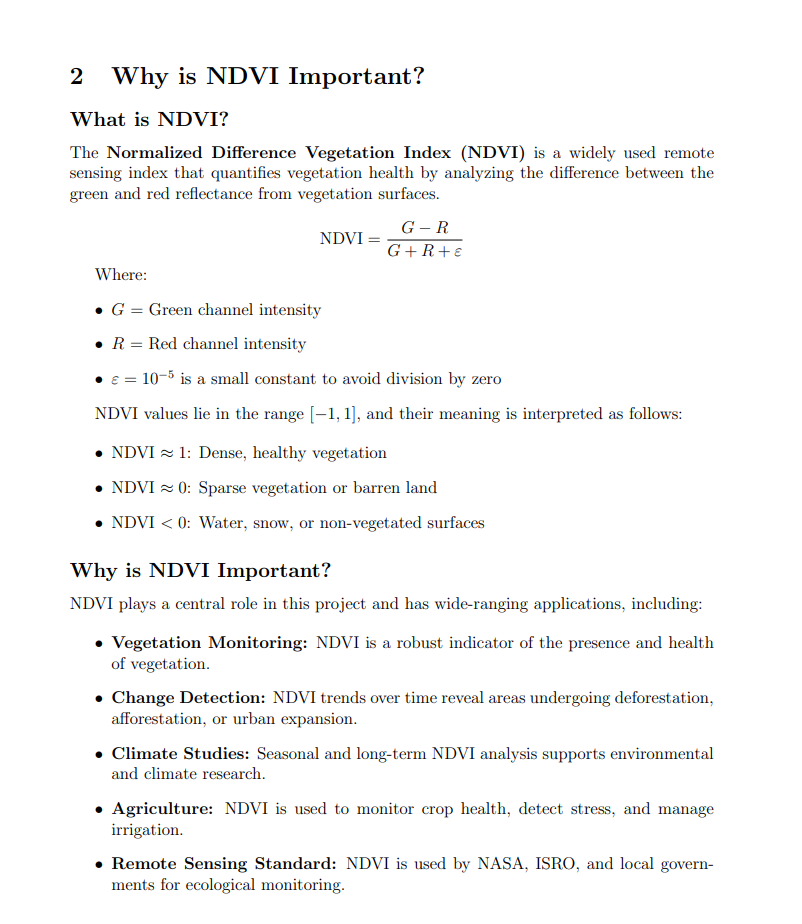 2 Why is NDVI Important?
What is NDVI?
The Normalized Difference Vegetation Index (NDVI) is a widely used remote
sensing index that quantifies vegetation health by analyzing the difference between the
green and red reflectance from vegetation surfaces.
NDVI = \frac{G − R}{G + R + ε}
Where:
• G = Green channel intensity
• R = Red channel intensity
• ε = 10^{−5} is a small constant to avoid division by zero
NDVI values lie in the range [−1, 1], and their meaning is interpreted as follows:
• NDVI ≈ 1: Dense, healthy vegetation
• NDVI ≈ 0: Sparse vegetation or barren land
• NDVI < 0: Water, snow, or non-vegetated surfaces
Why is NDVI Important?
NDVI plays a central role in this project and has wide-ranging applications, including:
• Vegetation Monitoring: NDVI is a robust indicator of the presence and health
of vegetation.
• Change Detection: NDVI trends over time reveal areas undergoing deforestation,
afforestation, or urban expansion.
• Climate Studies: Seasonal and long-term NDVI analysis supports environmental
and climate research.
• Agriculture: NDVI is used to monitor crop health, detect stress, and manage
irrigation.
• Remote Sensing Standard: NDVI is used by NASA, ISRO, and local govern-
ments for ecological monitoring.